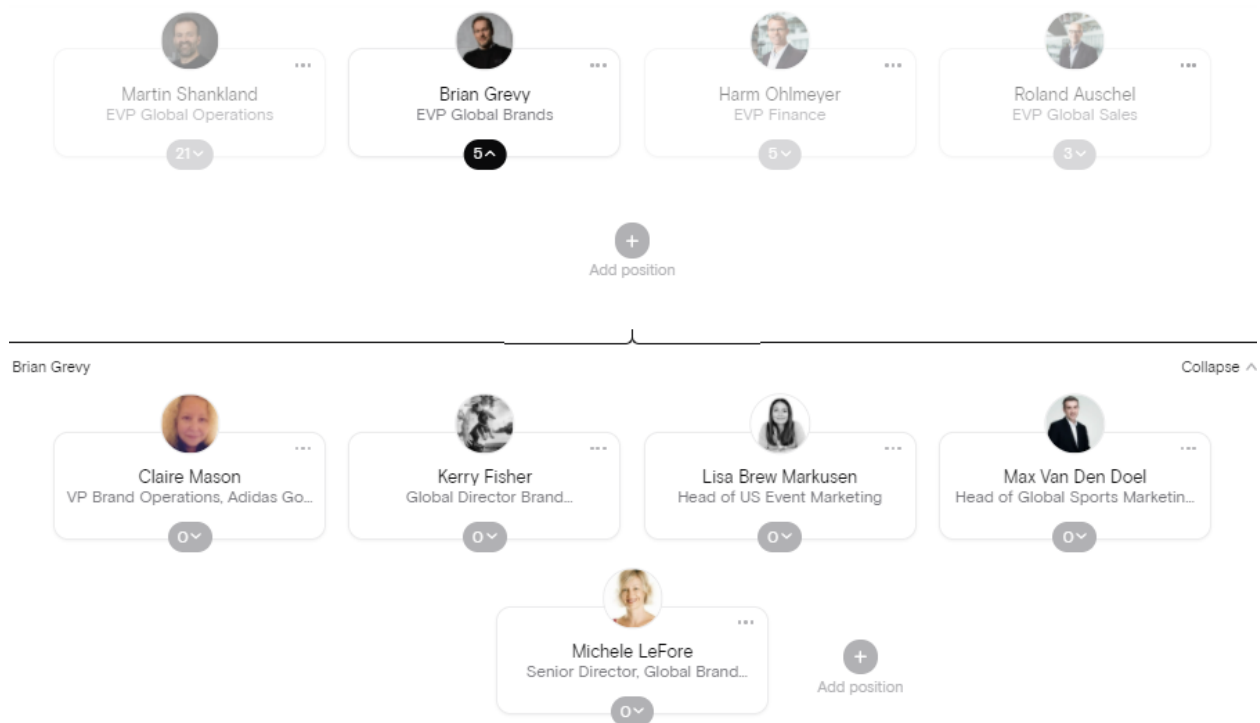 Martin Shankland
EVP Global Operations
21
Brian Grevy
EVP Global Brands
5
Harm Ohlmeyer
EVP Finance
5
Roland Auschel
EVP Global Sales
3
Add position
Brian Grevy
Collapse
Claire Mason
VP Brand Operations, Adidas Go...
0
Kerry Fisher
Global Director Brand...
0
Lisa Brew Markusen
Head of US Event Marketing
0
Max Van Den Doel
Head of Global Sports Marketin...
0
Michele LeFore
Senior Director, Global Brand...
0
Add position